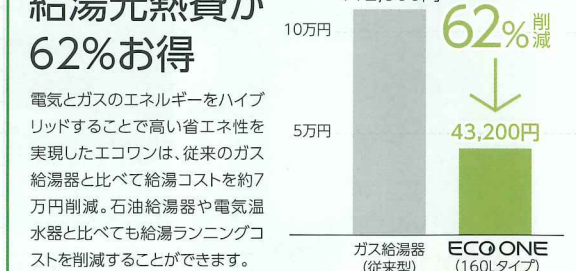 給湯光熱費が
62%お得
電気とガスのエネルギーをハイブ
リッドすることで高い省エネ性を
実現したエコワンは、従来のガス
給湯器と比べて給湯コストを約7
万円削減。石油給湯器や電気温
水器と比べても給湯ランニングコ
ストを削減することができます。
10万円
62%削減
5万円
43,200円
ガス給湯器
(従来型)
ECO ONE
(160Lタイプ)